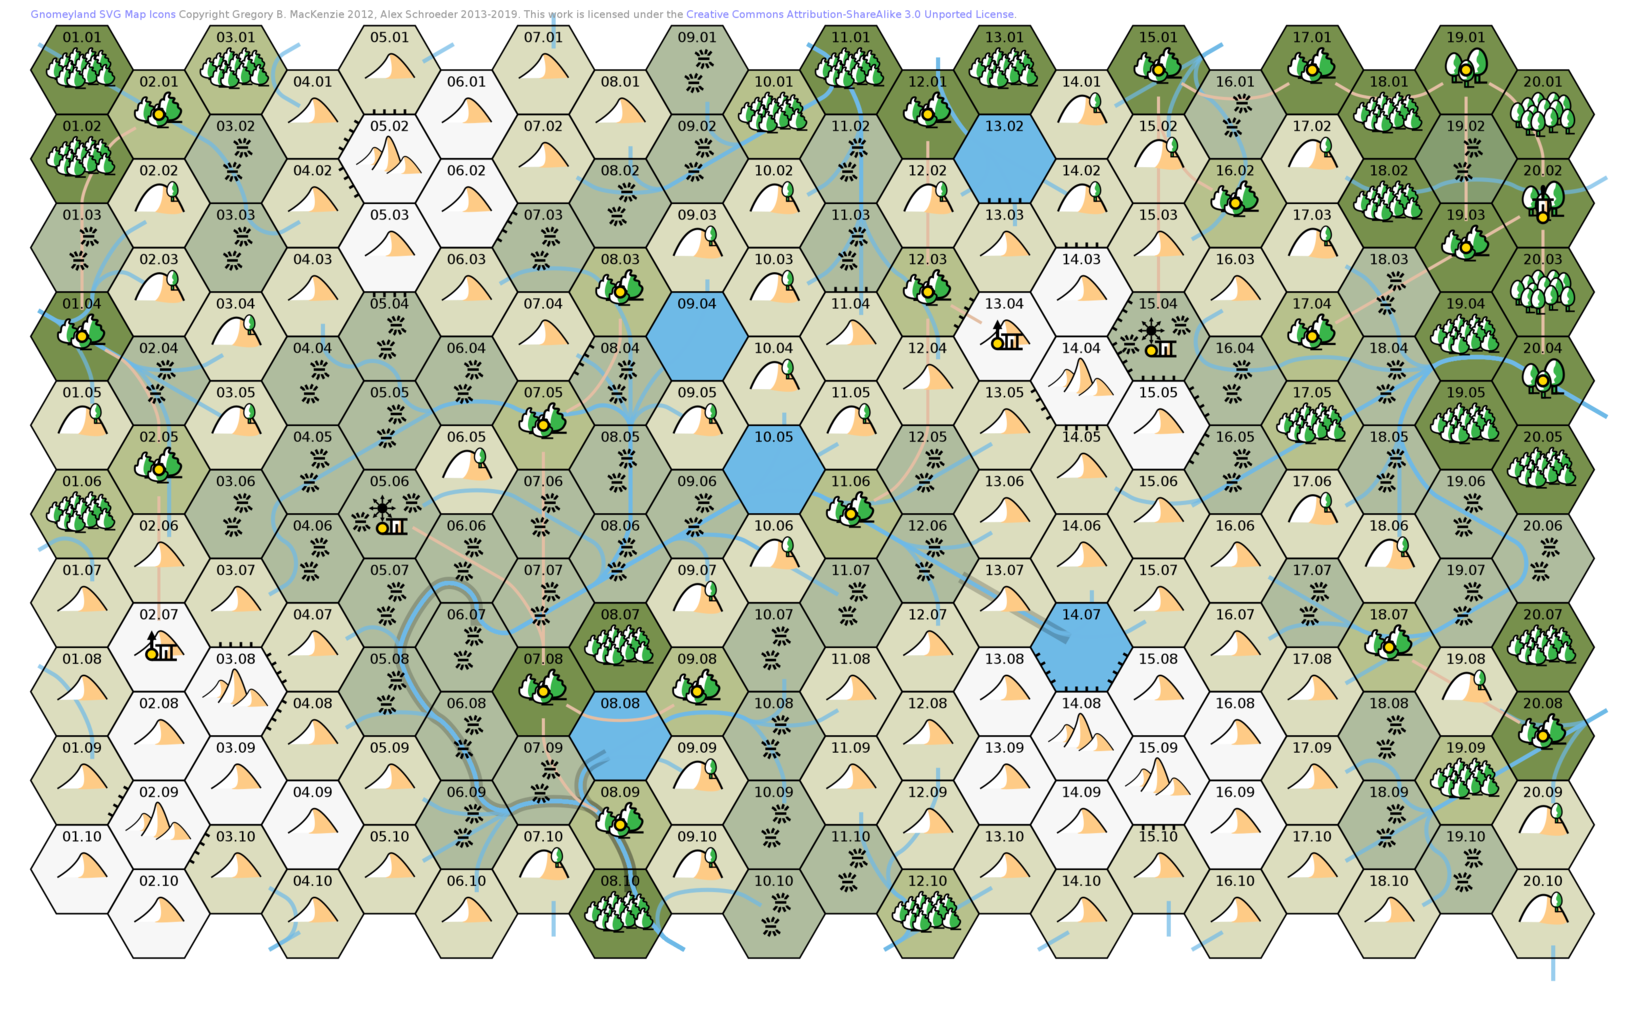 Gnomeyland SVG Map Icons Copyright Gregory B. MacKenzie 2012, Alex Schroeder 2013-2019. This work is licensed under the Creative Commons Attribution-ShareAlike 3.0 Unported License.
01.01 03.01 05.01 07.01 09.01 11.01 13.01 15.01 17.01 19.01
02.01 04.01 06.01 08.01 10.01 12.01 14.01 16.01 18.01 20.01
01.02 03.02 05.02 07.02 09.02 11.02 13.02 15.02 17.02 19.02
02.02 04.02 06.02 08.02 10.02 12.02 14.02 16.02 18.02 20.02
01.03 03.03 05.03 07.03 09.03 11.03 13.03 15.03 17.03 19.03
02.03 04.03 06.03 08.03 10.03 12.03 14.03 16.03 18.03 20.03
01.04 03.04 05.04 07.04 09.04 11.04 13.04 15.04 17.04 19.04
02.04 04.04 06.04 08.04 10.04 12.04 14.04 16.04 18.04 20.04
01.05 03.05 05.05 07.05 09.05 11.05 13.05 15.05 17.05 19.05
02.05 04.05 06.05 08.05 10.05 12.05 14.05 16.05 18.05 20.05
01.06 03.06 05.06 07.06 09.06 11.06 13.06 15.06 17.06 19.06
02.06 04.06 06.06 08.06 10.06 12.06 14.06 16.06 18.06 20.06
01.07 03.07 05.07 07.07 09.07 11.07 13.07 15.07 17.07 19.07
02.07 04.07 06.07 08.07 10.07 12.07 14.07 16.07 18.07 20.07
01.08 03.08 05.08 07.08 09.08 11.08 13.08 15.08 17.08 19.08
02.08 04.08 06.08 08.08 10.08 12.08 14.08 16.08 18.08 20.08
01.09 03.09 05.09 07.09 09.09 11.09 13.09 15.09 17.09 19.09
02.09 04.09 06.09 08.09 10.09 12.09 14.09 16.09 18.09 20.09
01.10 03.10 05.10 07.10 09.10 11.10 13.10 15.10 17.10 19.10
02.10 04.10 06.10 08.10 10.10 12.10 14.10 16.10 18.10 20.10